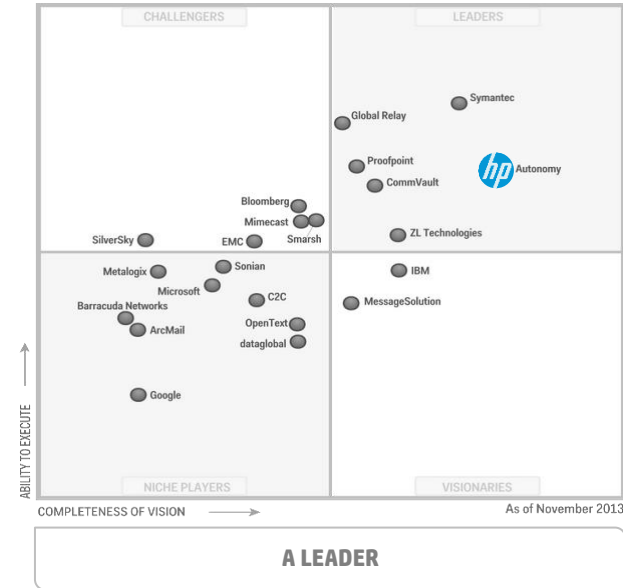 CHALLENGERS
LEADERS
Symantec
Global Relay
Proofpoint
hp Autonomy
CommVault
Bloomberg
Mimecast
Smarsh
ZL Technologies
SilverSky
EMC
Sonian
Metalogix
IBM
Microsoft
C2C
MessageSolution
Barracuda Networks
ArcMail
OpenText
dataglobal
Google
ABILITY TO EXECUTE
NICHE PLAYERS
VISIONARIES
COMPLETENESS OF VISION
As of November 2013
A LEADER